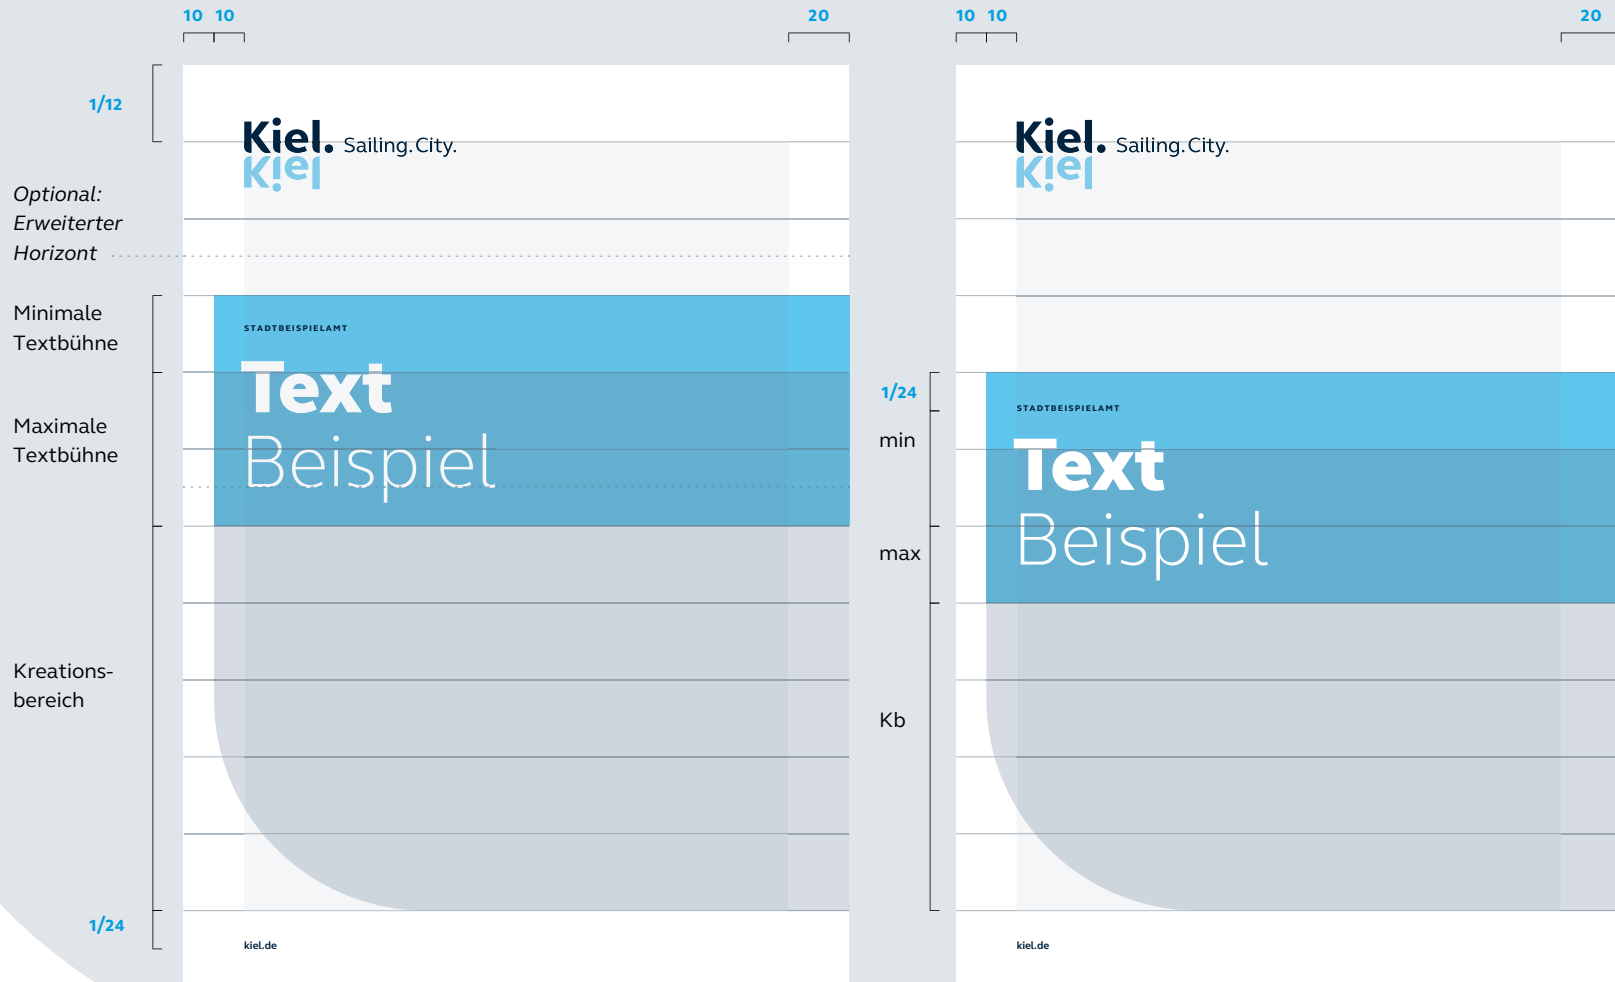 10 10 20
1/12
Kiel. Sailing.City.
Kiel
Optional:
Erweiterter
Horizont
Minimale
Textbühne
STADTBEISPIELAMT
Text
Beispiel
Maximale
Textbühne
Kreations-
bereich
1/24
kiel.de
10 10 20
Kiel. Sailing.City.
Kiel
1/24
min
max
Kb
STADTBEISPIELAMT
Text
Beispiel
kiel.de